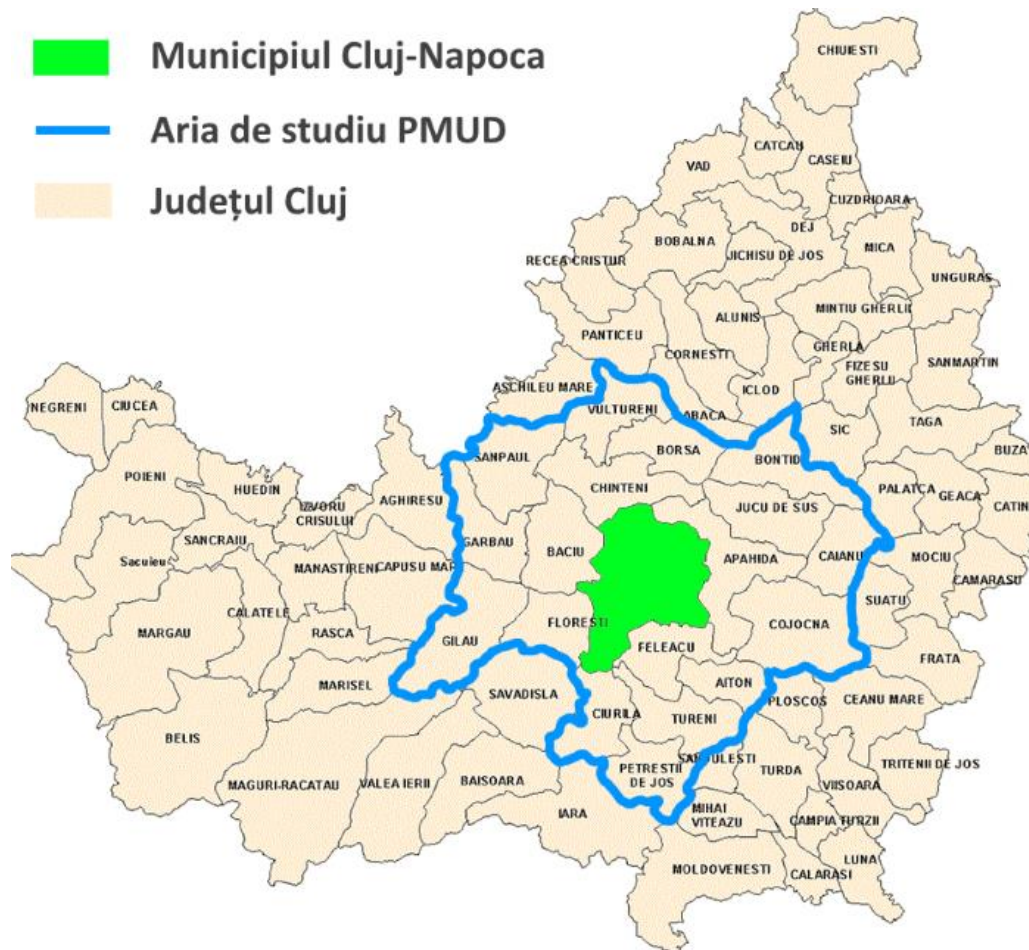 Municipiul Cluj-Napoca
Aria de studiu PMUD
Județul Cluj
CHIUIESTI
CATCAU
CASEIU
VAD
CUZDRIOARA
DEJ
BOBALNA
JICHISU DE JOS
MICA
RECEA CRISTUR
UNGURAS
MINTIU GHERLII
ALUNIS
PANTICEU
GHERLA
CORNESTI
FIZESU
GHERLII
SANMARTIN
ASCHILEU MARE
ICLOD
NEGRENI
CIUCEA
VULTURENI
ABACA
SIC
TAGA
BORSA
BONTID
BUZA
SANPAUL
POIENI
HUEDIN
AGHIRESU
CHINTENI
PALATCA
GEACA
CATIN
IZVORU
CRISULUI
JUCU DE SUS
SANCRAIU
GARBAU
BACIU
APAHIDA
CAIANU
MOCIU
Sacuieu
MANASTIRENI
CAPUSU MAR
CAMARASU
CALATELE
SUATU
MARGAU
RASCA
GILAU
FLORESTI
COJOCNA
FELEACU
FRATA
MARISEL
SAVADISLA
AITON
PLOSCOS
CEANU MARE
CIURILA
TURENI
BELIS
MAGURI-RACATAU
VALEA IERII
BAISOARA
PETRESTII
DE JOS
SANDULESTI
TURDA
VIISOARA
TRITENII DE JOS
IARA
MIHAI
VITEAZU
CAMPIA TURZII
MOLDOVENESTI
CALARASI
LUNA